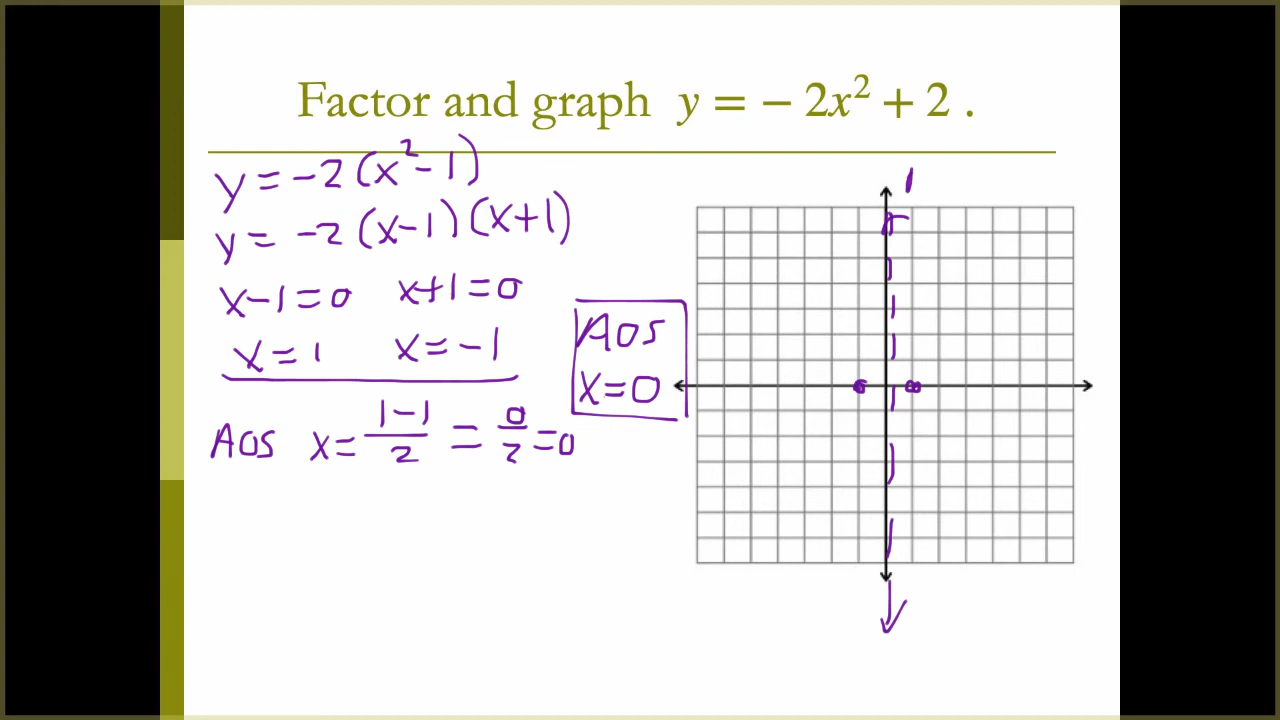 Factor and graph y = − 2x² + 2 .
y = -2 (x² - 1)
y = -2 (x-1) (x+1)
x-1=0 x+1=0
x=1 x=-1
AOS
x=0
AOS x= 1-1/2 = 0/2 =0